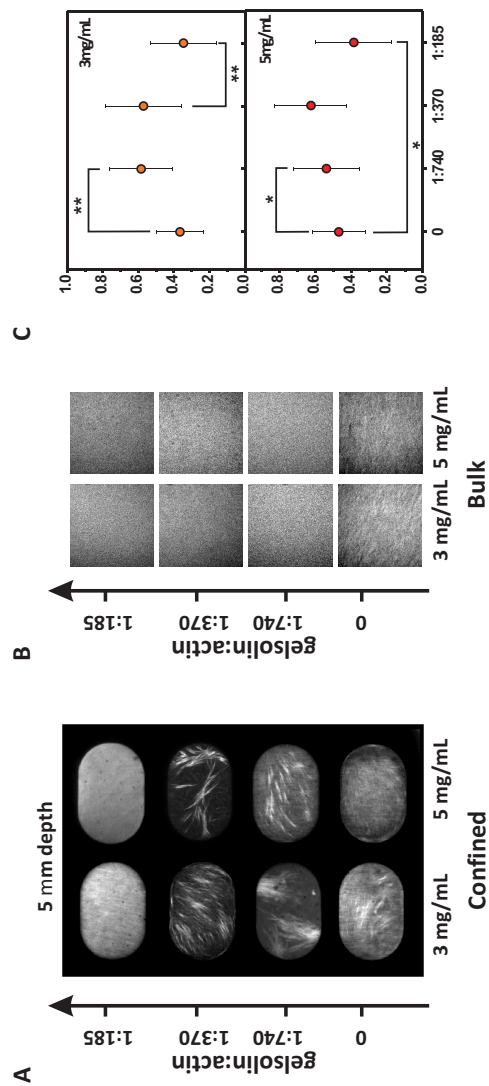 A
5 mm depth
gelsolin:actin
1:185
1:370
1:740
0
3 mg/mL
5 mg/mL
Confined
B
gelsolin:actin
1:185
1:370
1:740
0
3 mg/mL
5 mg/mL
Bulk
C
1.0
0.8
0.6
0.4
0.2
0.0
3mg/mL
**
**
0.8
0.6
0.4
0.2
0.0
5mg/mL
*
*
0
1:740
1:370
1:185